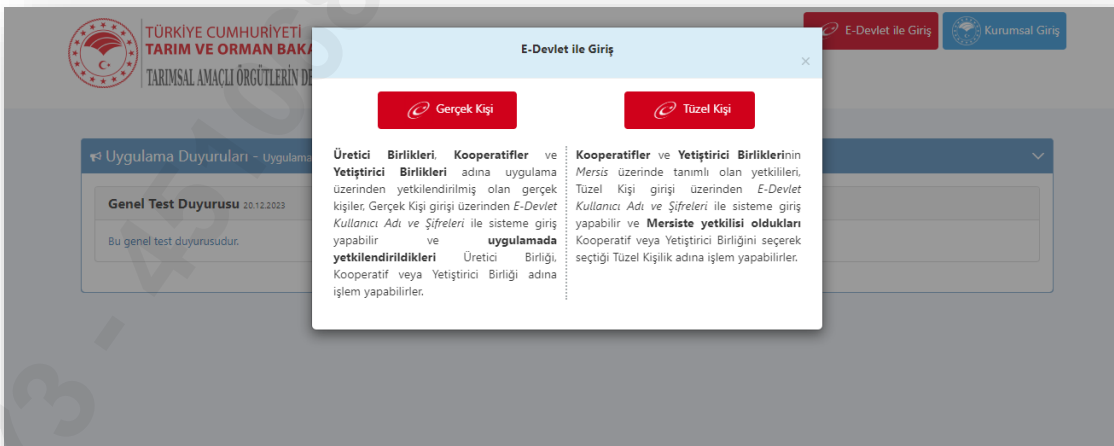 TÜRKİYE CUMHURİYETİ
TARIM VE ORMAN
TARIMSAL AMAÇLI ÖRGÜTLERİN
E-Devlet ile Giriş
Kurumsal Giriş
E-Devlet ile Giriş
×
Gerçek Kişi
Tüzel Kişi
Üretici Birlikleri, Kooperatifler ve
Yetiştirici Birlikleri adına uygulama
üzerinden yetkilendirilmiş olan gerçek
kişiler, Gerçek Kişi girişi üzerinden E-Devlet
Kullanıcı Adı ve Şifreleri ile sisteme giriş
yapabilir ve uygulamada
yetkilendirildikleri Üretici Birliği,
Kooperatif veya Yetiştirici Birliği adına
işlem yapabilirler.
Kooperatifler ve Yetiştirici Birliklerinin
Mersis üzerinde tanımlı olan yetkilileri,
Tüzel Kişi girişi üzerinden E-Devlet
Kullanıcı Adı ve Şifreleri ile sisteme giriş
yapabilir ve Mersiste yetkilisi oldukları
Kooperatif veya Yetiştirici Birliğini seçerek
seçtiği Tüzel Kişilik adına işlem yapabilirler.
Uygulama Duyuruları - Uygulama
Genel Test Duyurusu 20.12.2023
Bu genel test duyurusudur.